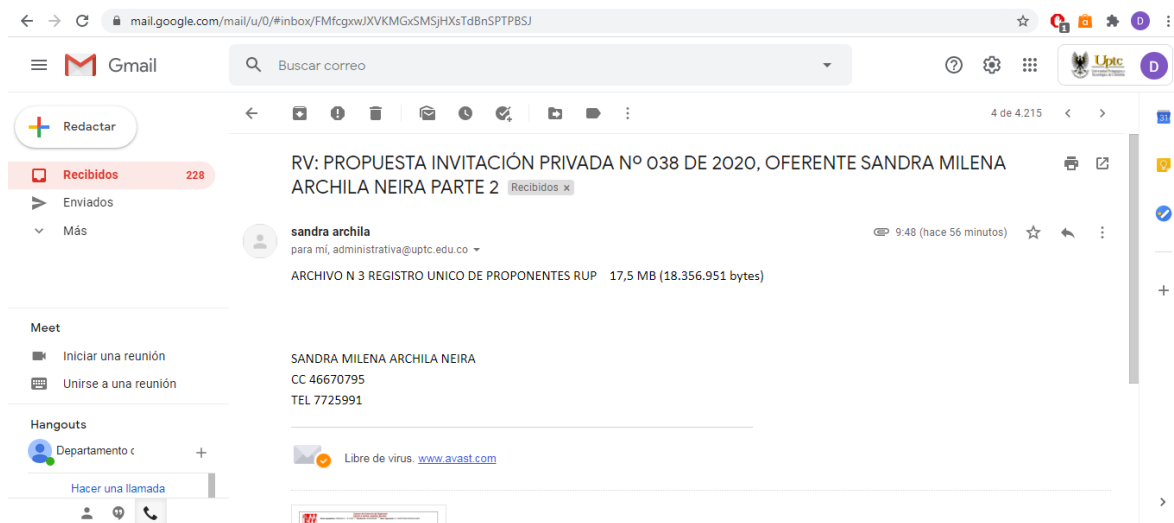 mail.google.com/mail/u/0/#inbox/FMfcgxwJXVKMGxSMSjHXsTdBnSPTPBSJ
1
D
Gmail
Buscar correo
Uptc
D
Redactar
4 de 4.215
31
RV: PROPUESTA INVITACIÓN PRIVADA Nº 038 DE 2020, OFERENTE SANDRA MILENA
ARCHILA NEIRA PARTE 2 Recibidos x
Recibidos 228
Enviados
Más
sandra archila
9:48 (hace 56 minutos)
para mí, administrativa@uptc.edu.co
ARCHIVO N 3 REGISTRO UNICO DE PROPONENTES RUP 17,5 MB (18.356.951 bytes)
Meet
Iniciar una reunión
Unirse a una reunión
SANDRA MILENA ARCHILA NEIRA
CC 46670795
TEL 7725991
Hangouts
Departamento c
Hacer una llamada
Libre de virus. www.avast.com